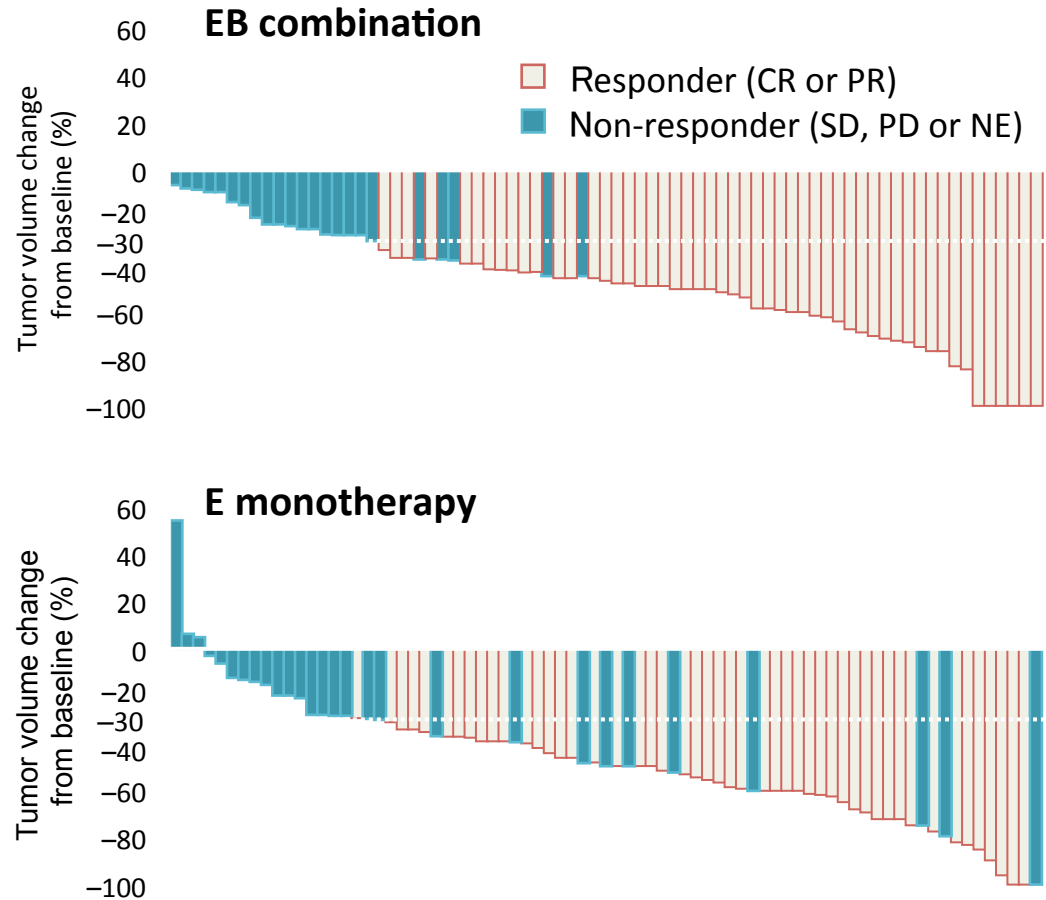 EB combination
60
40
20
0
–20
–30
–40
–60
–80
–100
Tumor volume change
from baseline (%)
Responder (CR or PR)
Non-responder (SD, PD or NE)
E monotherapy
60
40
20
0
–20
–30
–40
–60
–80
–100
Tumor volume change
from baseline (%)